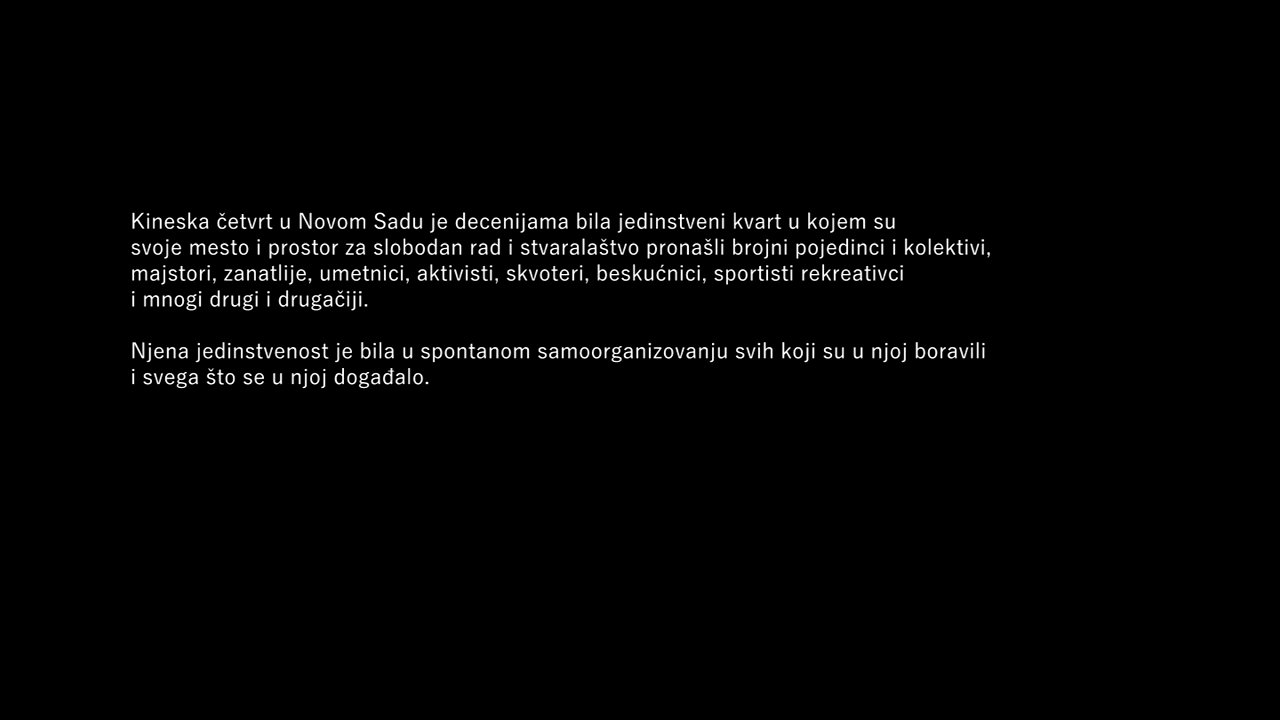 Kineska četvrt u Novom Sadu je decenijama bila jedinstveni kvart u kojem su
svoje mesto i prostor za slobodan rad i stvaralaštvo pronašli brojni pojedinci i kolektivi,
majstori, zanatlije, umetnici, aktivisti, skvoteri, beskućnici, sportisti rekreativci
i mnogi drugi i drugačiji.
Njena jedinstvenost je bila u spontanom samoorganizovanju svih koji su u njoj boravili
i svega što se u njoj događalo.